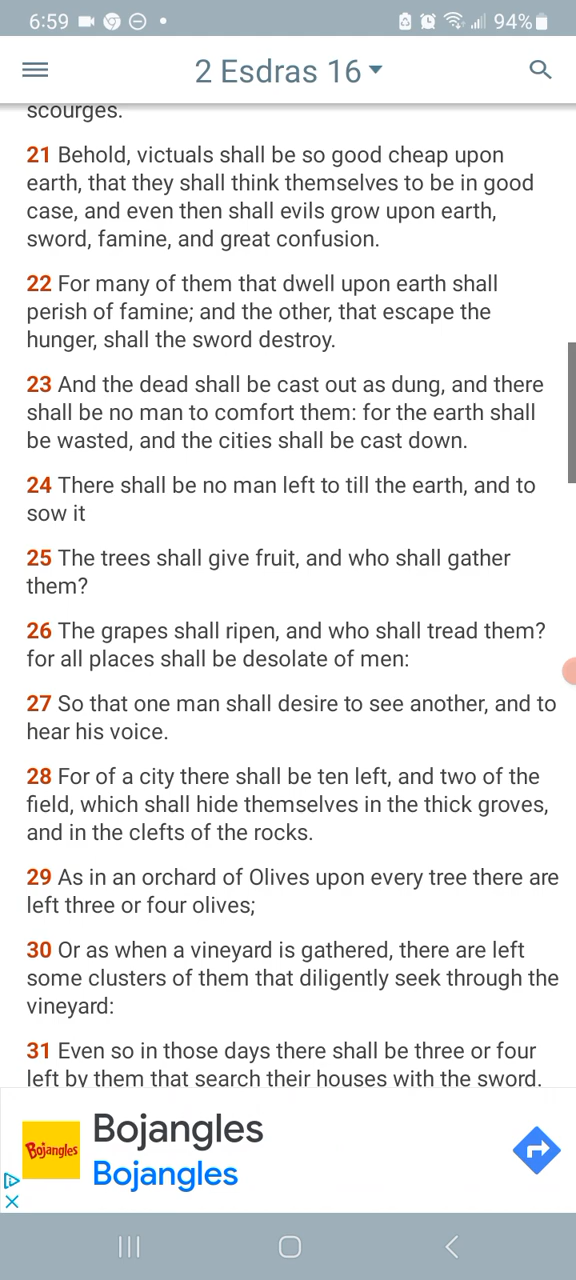 6:59
94%
2 Esdras 16
scourges.
21 Behold, victuals shall be so good cheap upon
earth, that they shall think themselves to be in good
case, and even then shall evils grow upon earth,
sword, famine, and great confusion.
22 For many of them that dwell upon earth shall
perish of famine; and the other, that escape the
hunger, shall the sword destroy.
23 And the dead shall be cast out as dung, and there
shall be no man to comfort them: for the earth shall
be wasted, and the cities shall be cast down.
24 There shall be no man left to till the earth, and to
sow it
25 The trees shall give fruit, and who shall gather
them?
26 The grapes shall ripen, and who shall tread them?
for all places shall be desolate of men:
27 So that one man shall desire to see another, and to
hear his voice.
28 For of a city there shall be ten left, and two of the
field, which shall hide themselves in the thick groves,
and in the clefts of the rocks.
29 As in an orchard of Olives upon every tree there are
left three or four olives;
30 Or as when a vineyard is gathered, there are left
some clusters of them that diligently seek through the
vineyard:
31 Even so in those days there shall be three or four
left by them that search their houses with the sword.
Bojangles
Bojangles
Bojangles